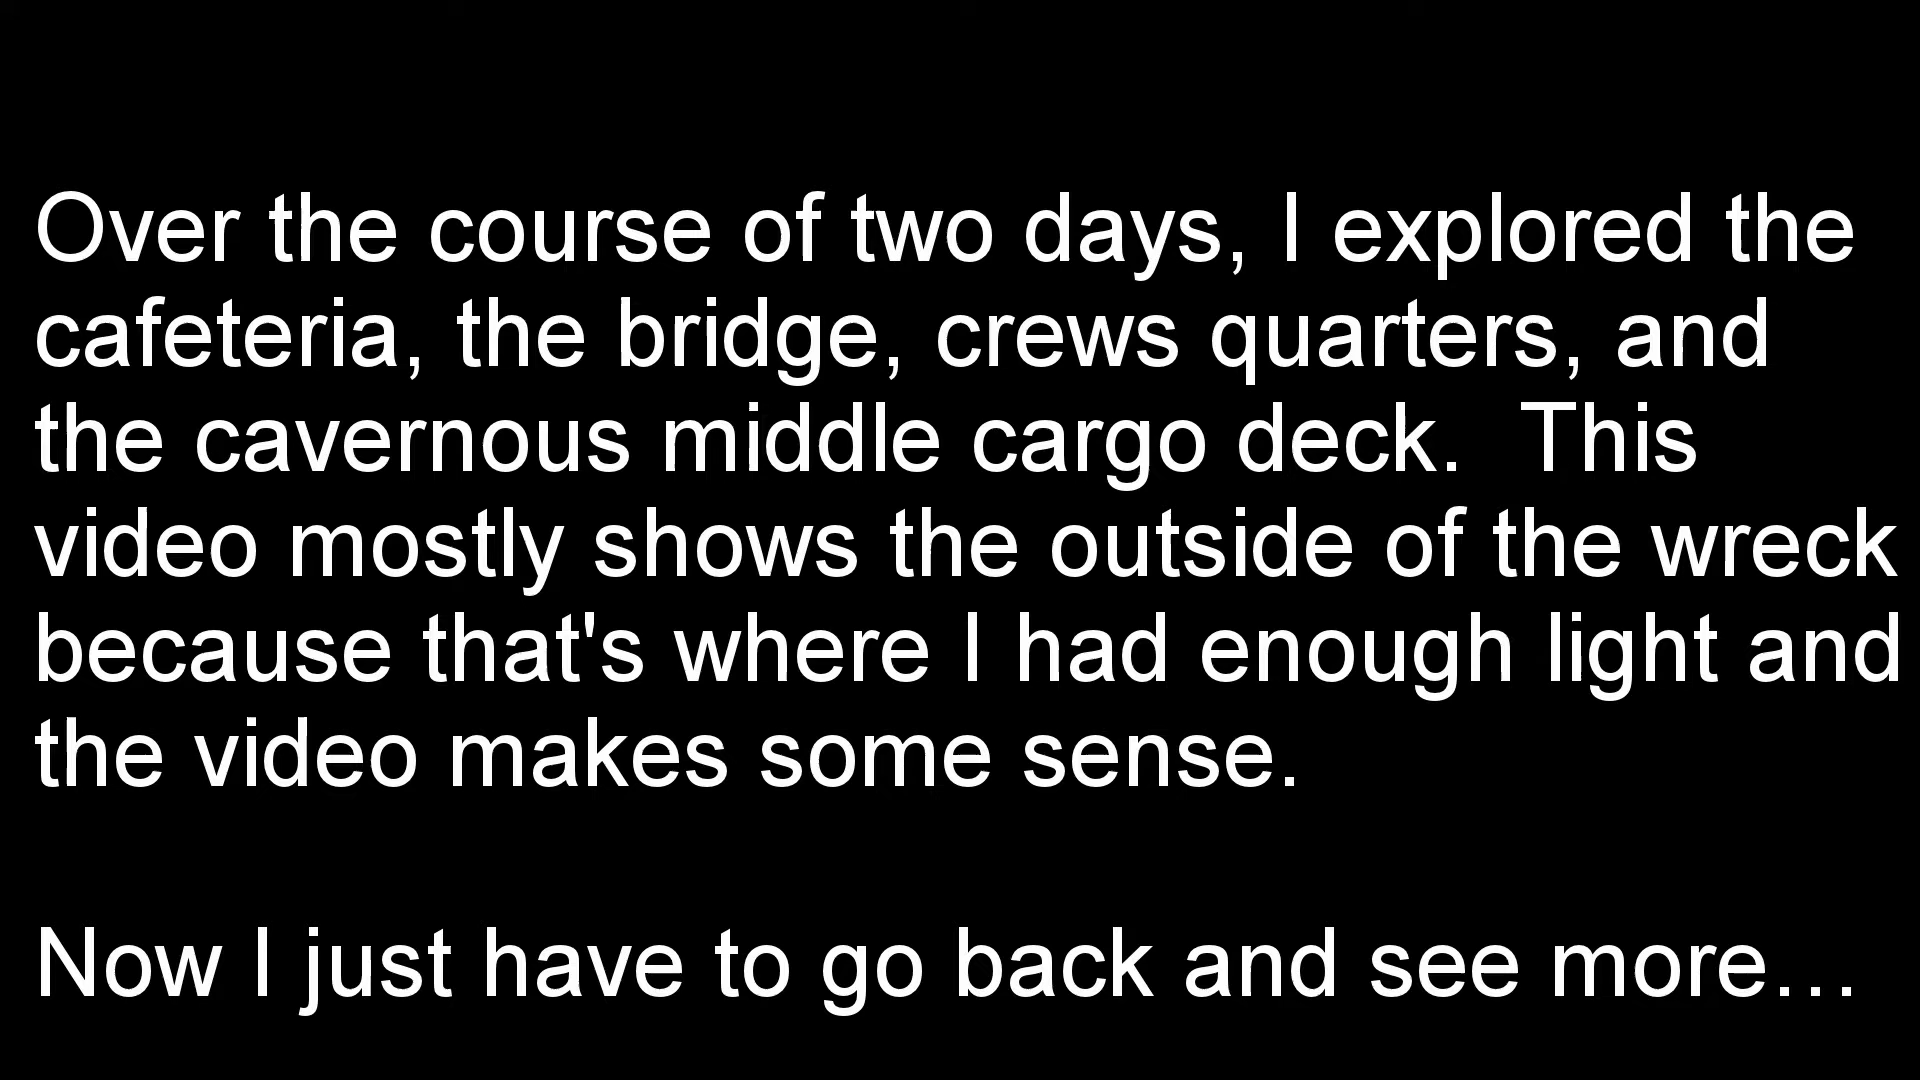 Over the course of two days, I explored the
cafeteria, the bridge, crews quarters, and
the cavernous middle cargo deck.  This
video mostly shows the outside of the wreck
because that's where I had enough light and
the video makes some sense.
Now I just have to go back and see more...